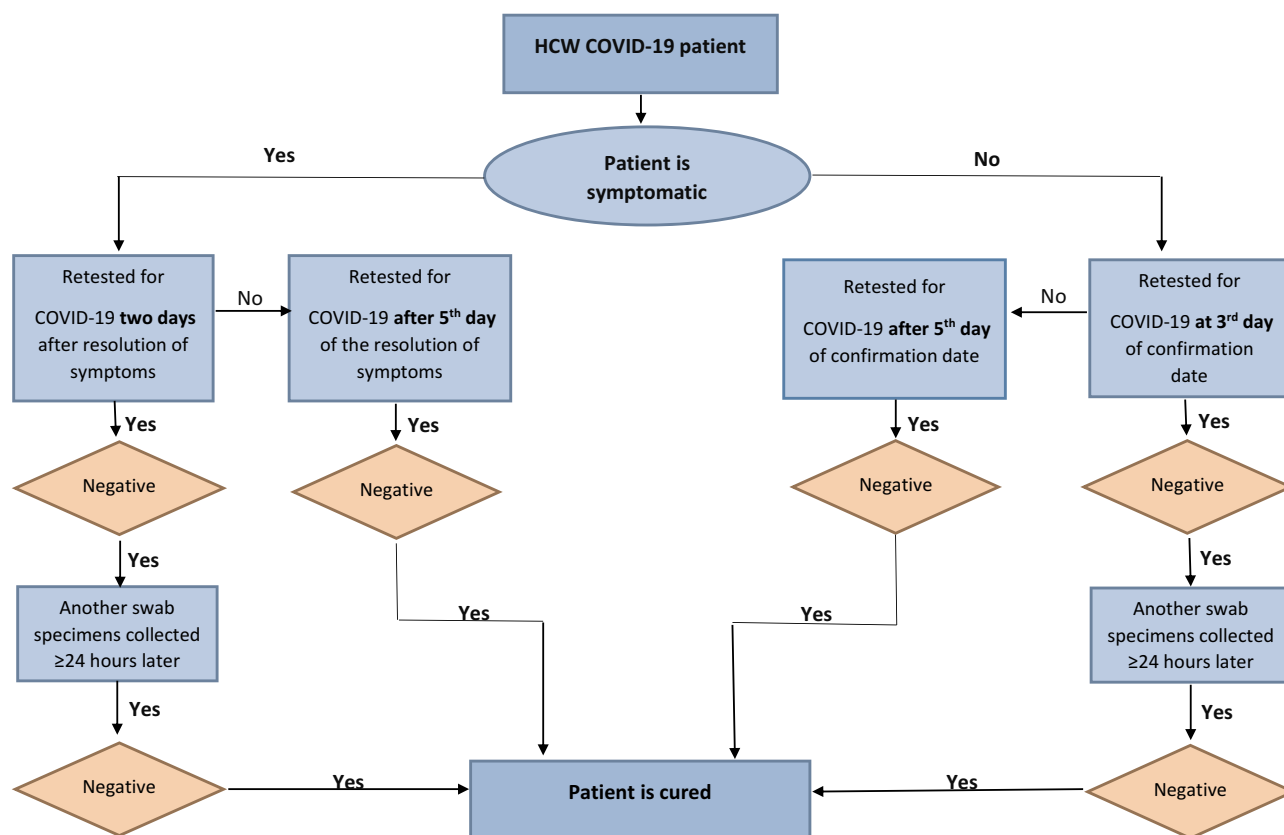 HCW COVID-19 patient
Yes
Patient is
symptomatic
No
Retested for
COVID-19 two days
after resolution of
symptoms
No
Retested for
COVID-19 after 5th day
of the resolution of
symptoms
Retested for
COVID-19 after 5th day
of confirmation date
No
Retested for
COVID-19 at 3rd day
of confirmation
date
Yes
Yes
Yes
Yes
Negative
Negative
Negative
Negative
Yes
Yes
Another swab
specimens collected
≥24 hours later
Yes
Yes
Another swab
specimens collected
≥24 hours later
Yes
Yes
Negative
Yes
Patient is cured
Yes
Negative